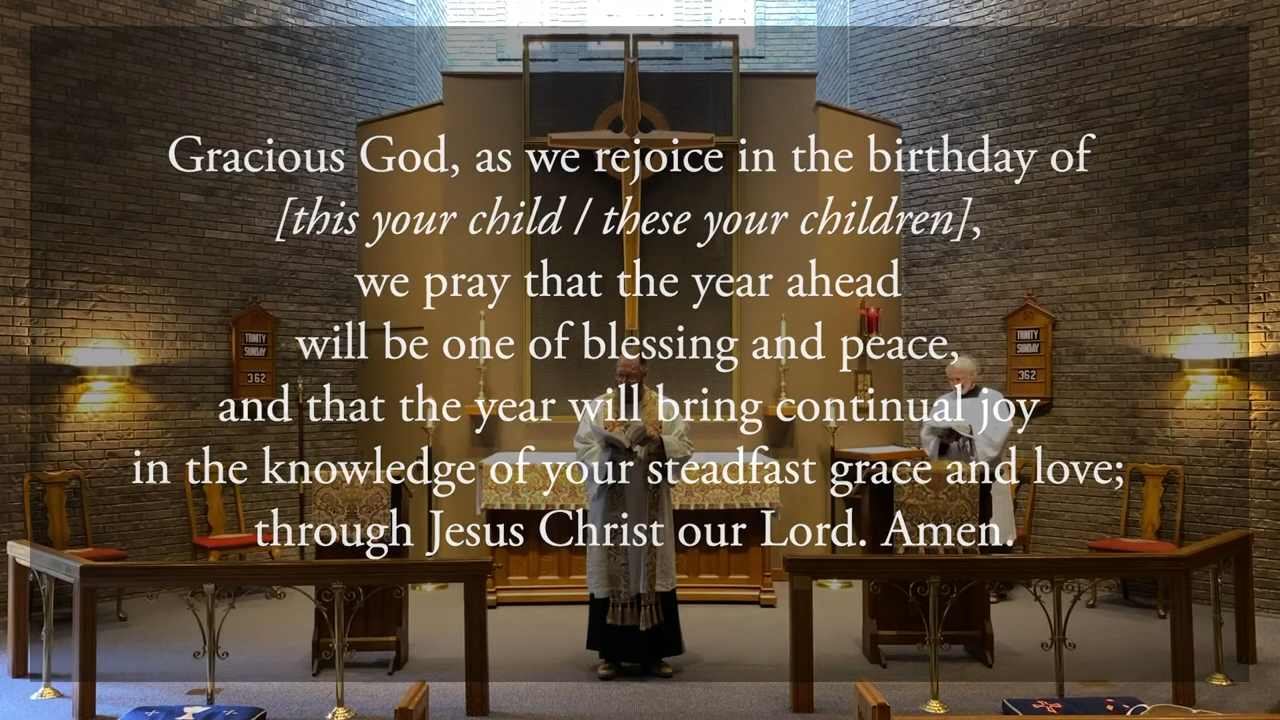 Gracious God, as we rejoice in the birthday of
[this your child / these your children],
we pray that the year ahead
will be one of blessing and peace,
and that the year will bring continual joy
in the knowledge of your steadfast grace and love;
through Jesus Christ our Lord. Amen.
TRINITY
SUNDAY
362
TRINITY
SUNDAY
362